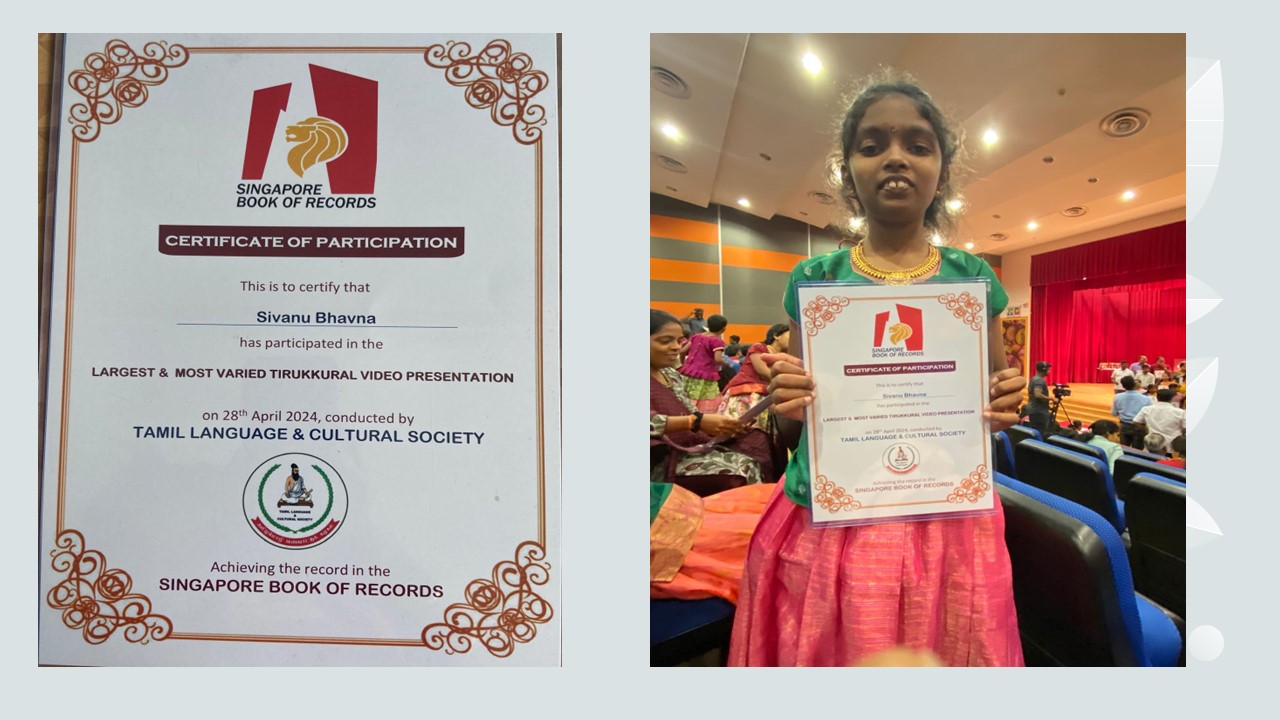 SINGAPORE
BOOK OF RECORDS
CERTIFICATE OF PARTICIPATION
This is to certify that
Sivanu Bhavna
has participated in the
LARGEST & MOST VARIED TIRUKKURAL VIDEO PRESENTATION
on 28th April 2024, conducted by
TAMIL LANGUAGE & CULTURAL SOCIETY
TAMIL LANGUAGE
&
CULTURAL SOCIETY
Achieving the record in the
SINGAPORE BOOK OF RECORDS
SINGAPORE
BOOK OF RECORDS
CERTIFICATE OF PARTICIPATION
This is to certify that
Sivanu Bhavna
has participated in the
LARGEST & MOST VARIED TIRUKKURAL VIDEO PRESENTATION
on 28th April 2024, conducted by
TAMIL LANGUAGE & CULTURAL SOCIETY
Achieving the record in the
SINGAPORE BOOK OF RECORDS